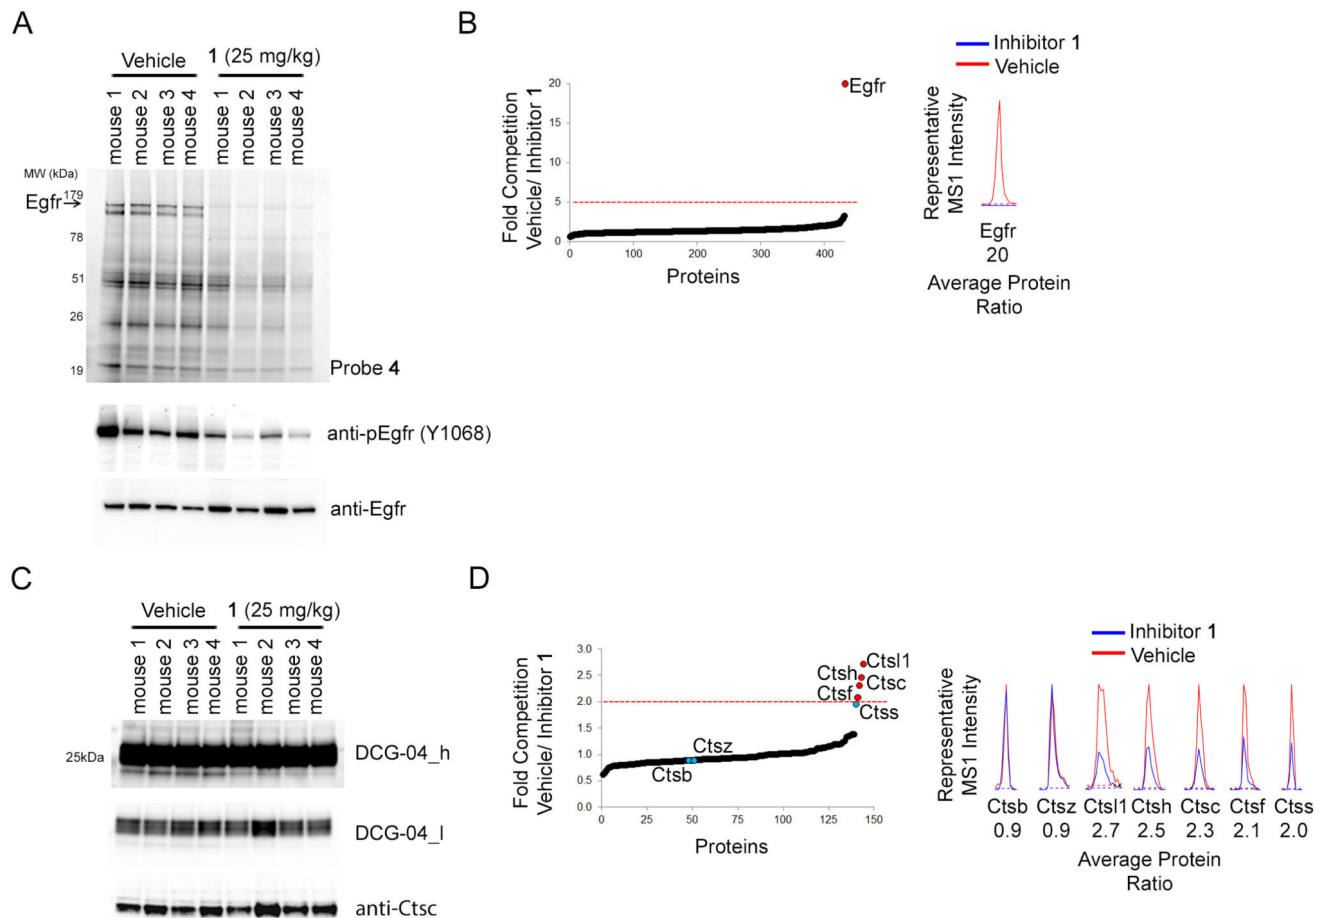 A
Vehicle
1 (25 mg/kg)
mouse 1
mouse 2
mouse 3
mouse 4
mouse 1
mouse 2
mouse 3
mouse 4
MW (kDa)
Egfr
179
78
51
26
19
Probe 4
anti-pEgfr (Y1068)
anti-Egfr
B
Fold Competition
Vehicle/ Inhibitor 1
20
15
10
5
0
0
100
200
300
400
Proteins
Egfr
Inhibitor 1
Vehicle
Representative
MS1 Intensity
Egfr
20
Average Protein
Ratio
C
Vehicle
1 (25 mg/kg)
mouse 1
mouse 2
mouse 3
mouse 4
mouse 1
mouse 2
mouse 3
mouse 4
25kDa
DCG-04_h
DCG-04_l
anti-Ctsc
D
Fold Competition
Vehicle/ Inhibitor 1
3.0
2.5
2.0
1.5
1.0
0.5
0.0
0
25
50
75
100
125
150
Proteins
Ctsl1
Ctsh
Ctsc
Ctsf
Ctss
Ctsz
Ctsb
Inhibitor 1
Vehicle
Representative
MS1 Intensity
Ctsb Ctsz Ctsl1 Ctsh Ctsc Ctsf Ctss
0.9 0.9 2.7 2.5 2.3 2.1 2.0
Average Protein
Ratio